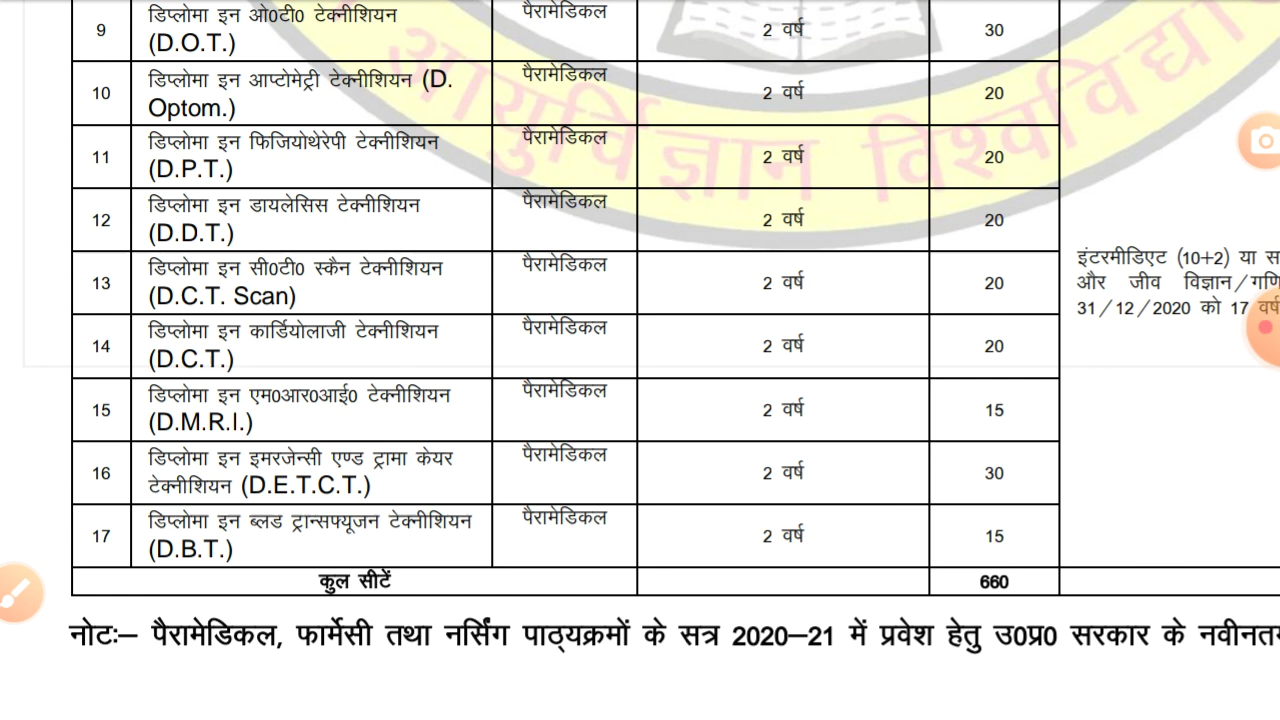 9 डिप्लोमा इन ओ0टी0 टेक्नीशियन पैरामेडिकल 2 वर्ष 30
(D.O.T.)
10 डिप्लोमा इन आप्टोमेट्री टेक्नीशियन (D. पैरामेडिकल 2 वर्ष 20
Optom.)
11 डिप्लोमा इन फिजियोथेरेपी टेक्नीशियन पैरामेडिकल 2 वर्ष 20
(D.P.T.)
12 डिप्लोमा इन डायलेसिस टेक्नीशियन पैरामेडिकल 2 वर्ष 20
(D.D.T.)
13 डिप्लोमा इन सी0टी0 स्कैन टेक्नीशियन पैरामेडिकल 2 वर्ष 20
(D.C.T. Scan)
14 डिप्लोमा इन कार्डियोलाजी टेक्नीशियन पैरामेडिकल 2 वर्ष 20
(D.C.T.)
15 डिप्लोमा इन एम0आर0आई0 टेक्नीशियन पैरामेडिकल 2 वर्ष 15
(D.M.R.I.)
16 डिप्लोमा इन इमरजेन्सी एण्ड ट्रामा केयर पैरामेडिकल 2 वर्ष 30
टेक्नीशियन (D.E.T.C.T.)
17 डिप्लोमा इन ब्लड ट्रान्सफ्यूजन टेक्नीशियन पैरामेडिकल 2 वर्ष 15
(D.B.T.)
कुल सीटें 660
इंटरमीडिएट (10+2) या
और जीव विज्ञान/
31/12/2020 को 17 वर्ष
आयुर्विज्ञान
नोटः– पैरामेडिकल, फार्मेसी तथा नर्सिंग पाठ्यक्रमों के सत्र 2020–21 में प्रवेश हेतु उ0प्र0 सरकार के